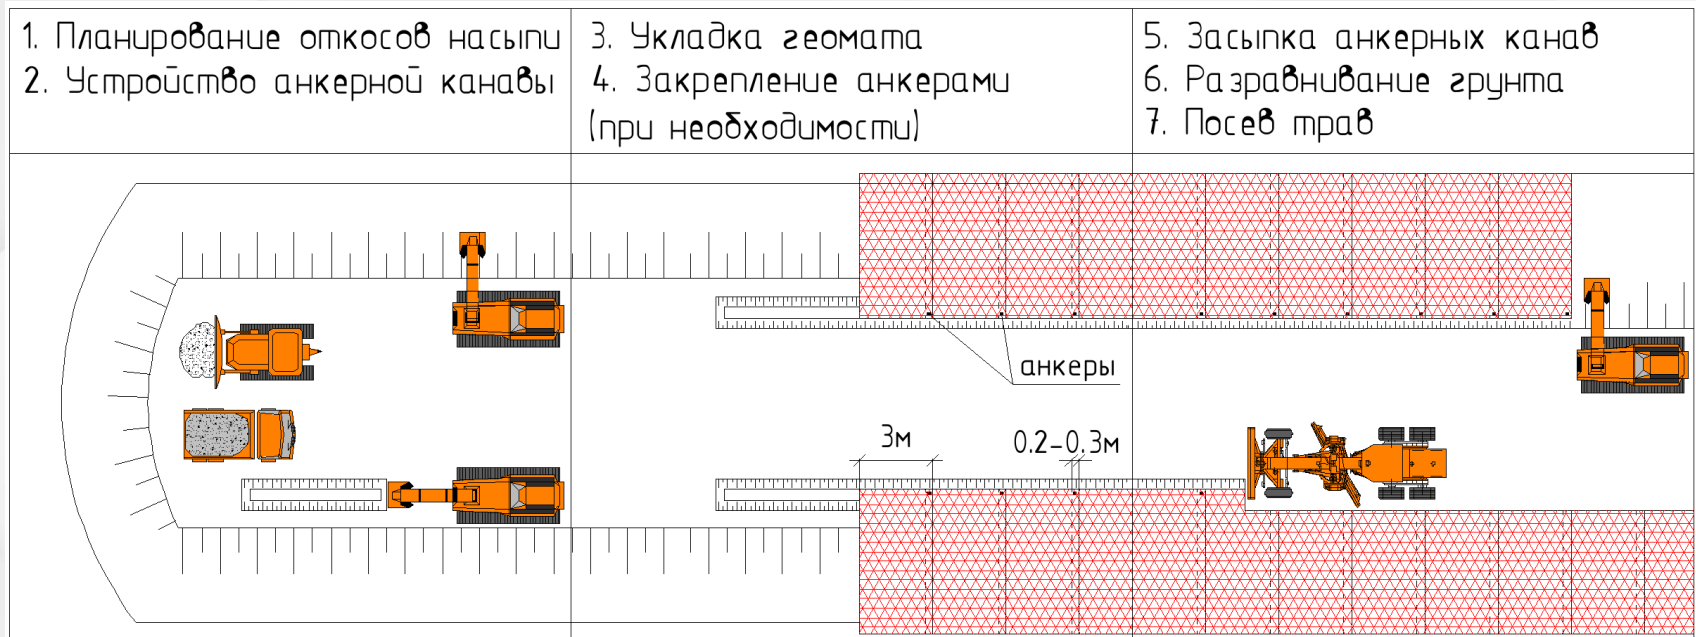 1. Планирование откосов насыпи
2. Устройство анкерной канавы
3. Укладка геомата
4. Закрепление анкерами
(при необходимости)
5. Засыпка анкерных канав
6. Разравнивание грунта
7. Посев трав
анкеры
3м
0.2-0.3м